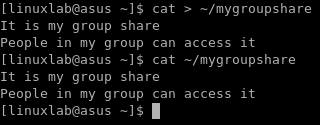 [linuxlab@asus ~]$ cat > ~/mygroupshare
It is my group share
People in my group can access it
[linuxlab@asus ~]$ cat ~/mygroupshare
It is my group share
People in my group can access it
[linuxlab@asus ~]$